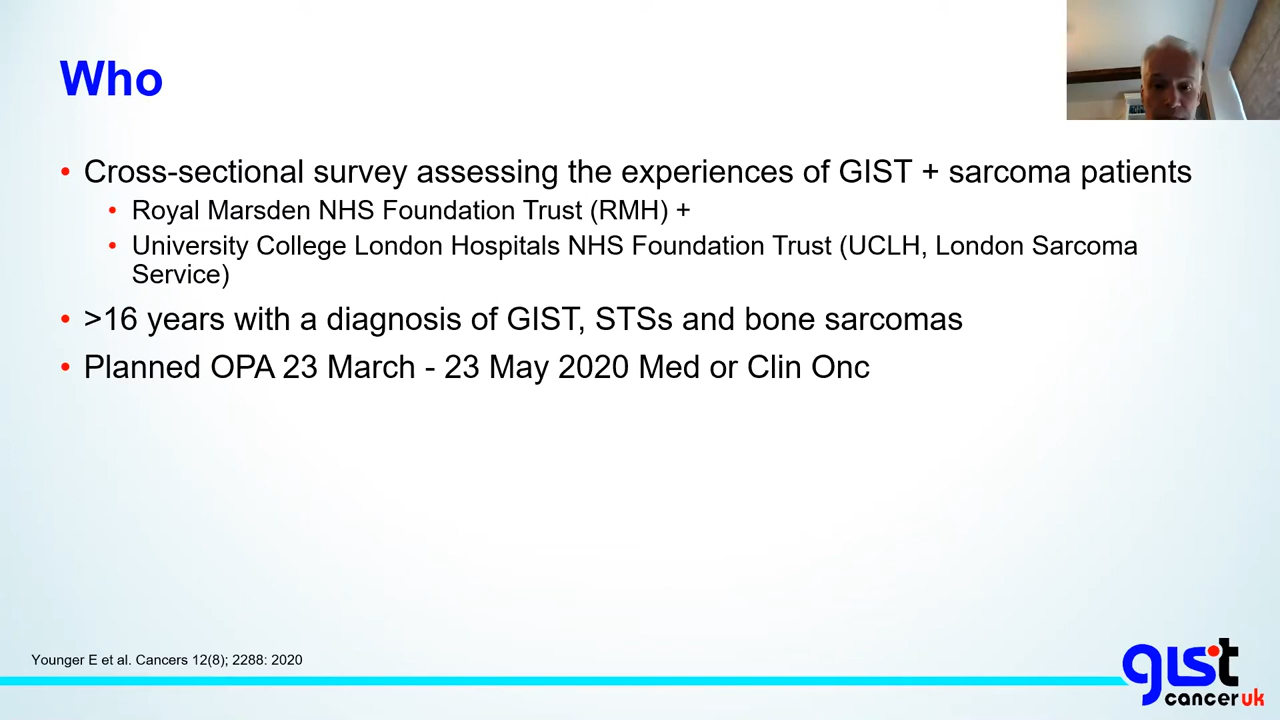 Who
• Cross-sectional survey assessing the experiences of GIST + sarcoma patients
• Royal Marsden NHS Foundation Trust (RMH) +
• University College London Hospitals NHS Foundation Trust (UCLH, London Sarcoma
Service)
• >16 years with a diagnosis of GIST, STSs and bone sarcomas
• Planned OPA 23 March - 23 May 2020 Med or Clin Onc
Younger E et al. Cancers 12(8); 2288: 2020
gist
cancer uk